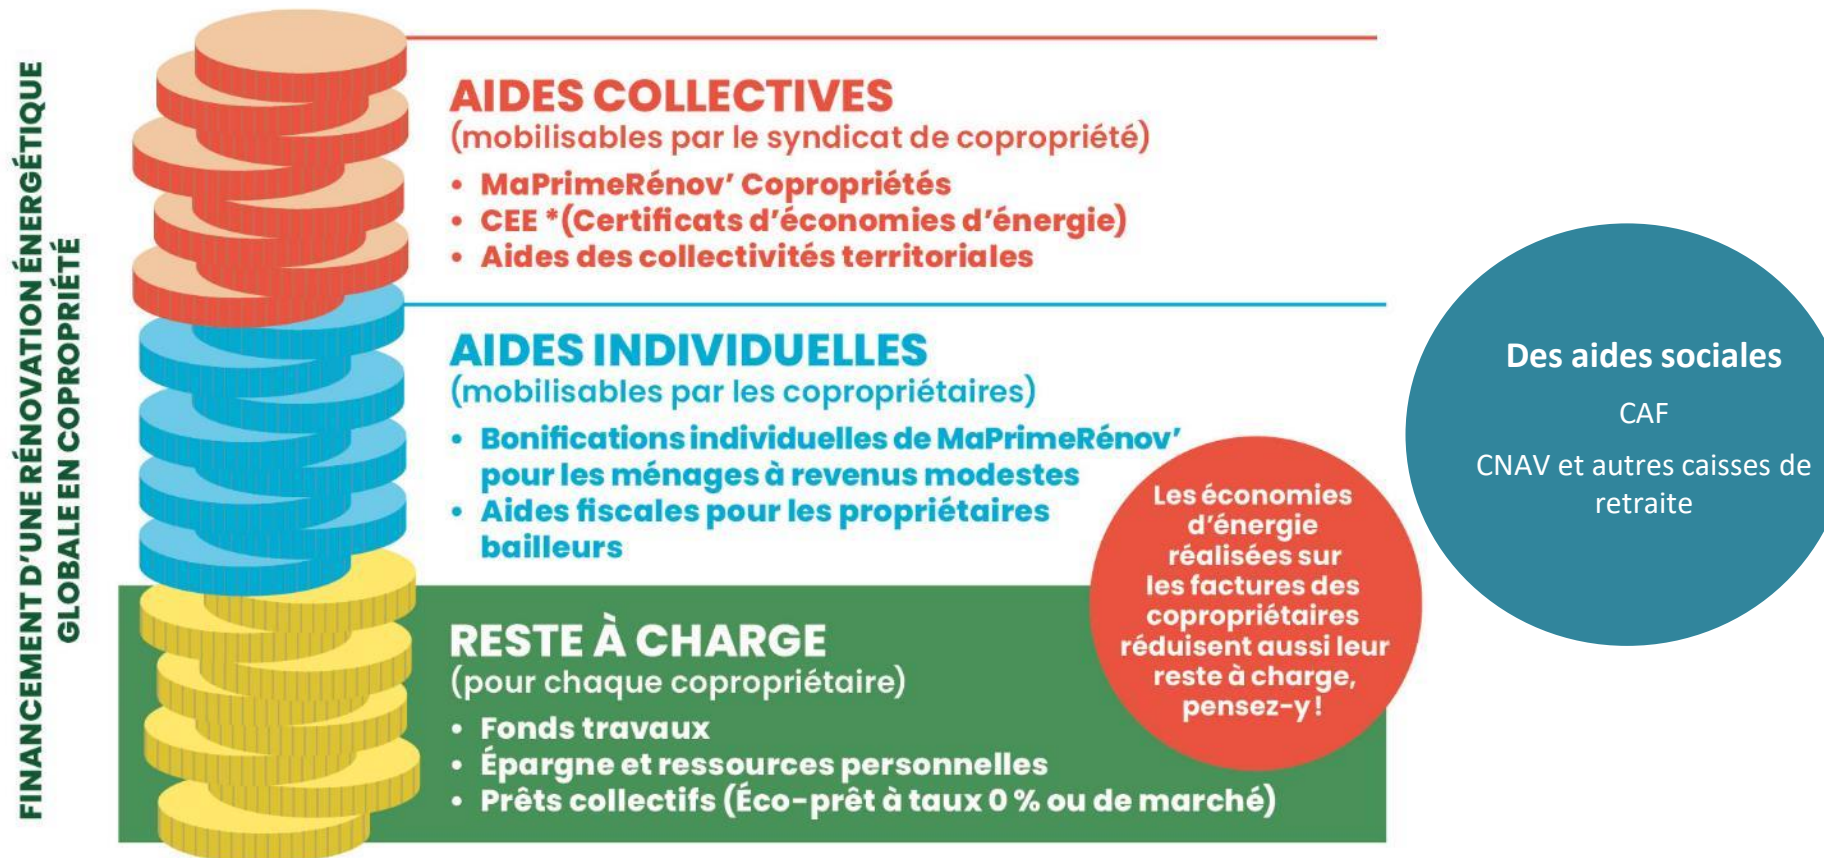 FINANCEMENT D'UNE RÉNOVATION ÉNERGÉTIQUE
GLOBALE EN COPROPRIÉTÉ
AIDES COLLECTIVES
(mobilisables par le syndicat de copropriété)
• MaPrimeRénov' Copropriétés
• CEE *(Certificats d'économies d'énergie)
• Aides des collectivités territoriales
AIDES INDIVIDUELLES
(mobilisables par les copropriétaires)
• Bonifications individuelles de MaPrimeRénov'
pour les ménages à revenus modestes
• Aides fiscales pour les propriétaires
bailleurs
RESTE À CHARGE
(pour chaque copropriétaire)
• Fonds travaux
• Épargne et ressources personnelles
• Prêts collectifs (Éco-prêt à taux 0 % ou de marché)
Les économies
d'énergie
réalisées sur
les factures des
copropriétaires
réduisent aussi leur
reste à charge,
pensez-y !
Des aides sociales
CAF
CNAV et autres caisses de
retraite